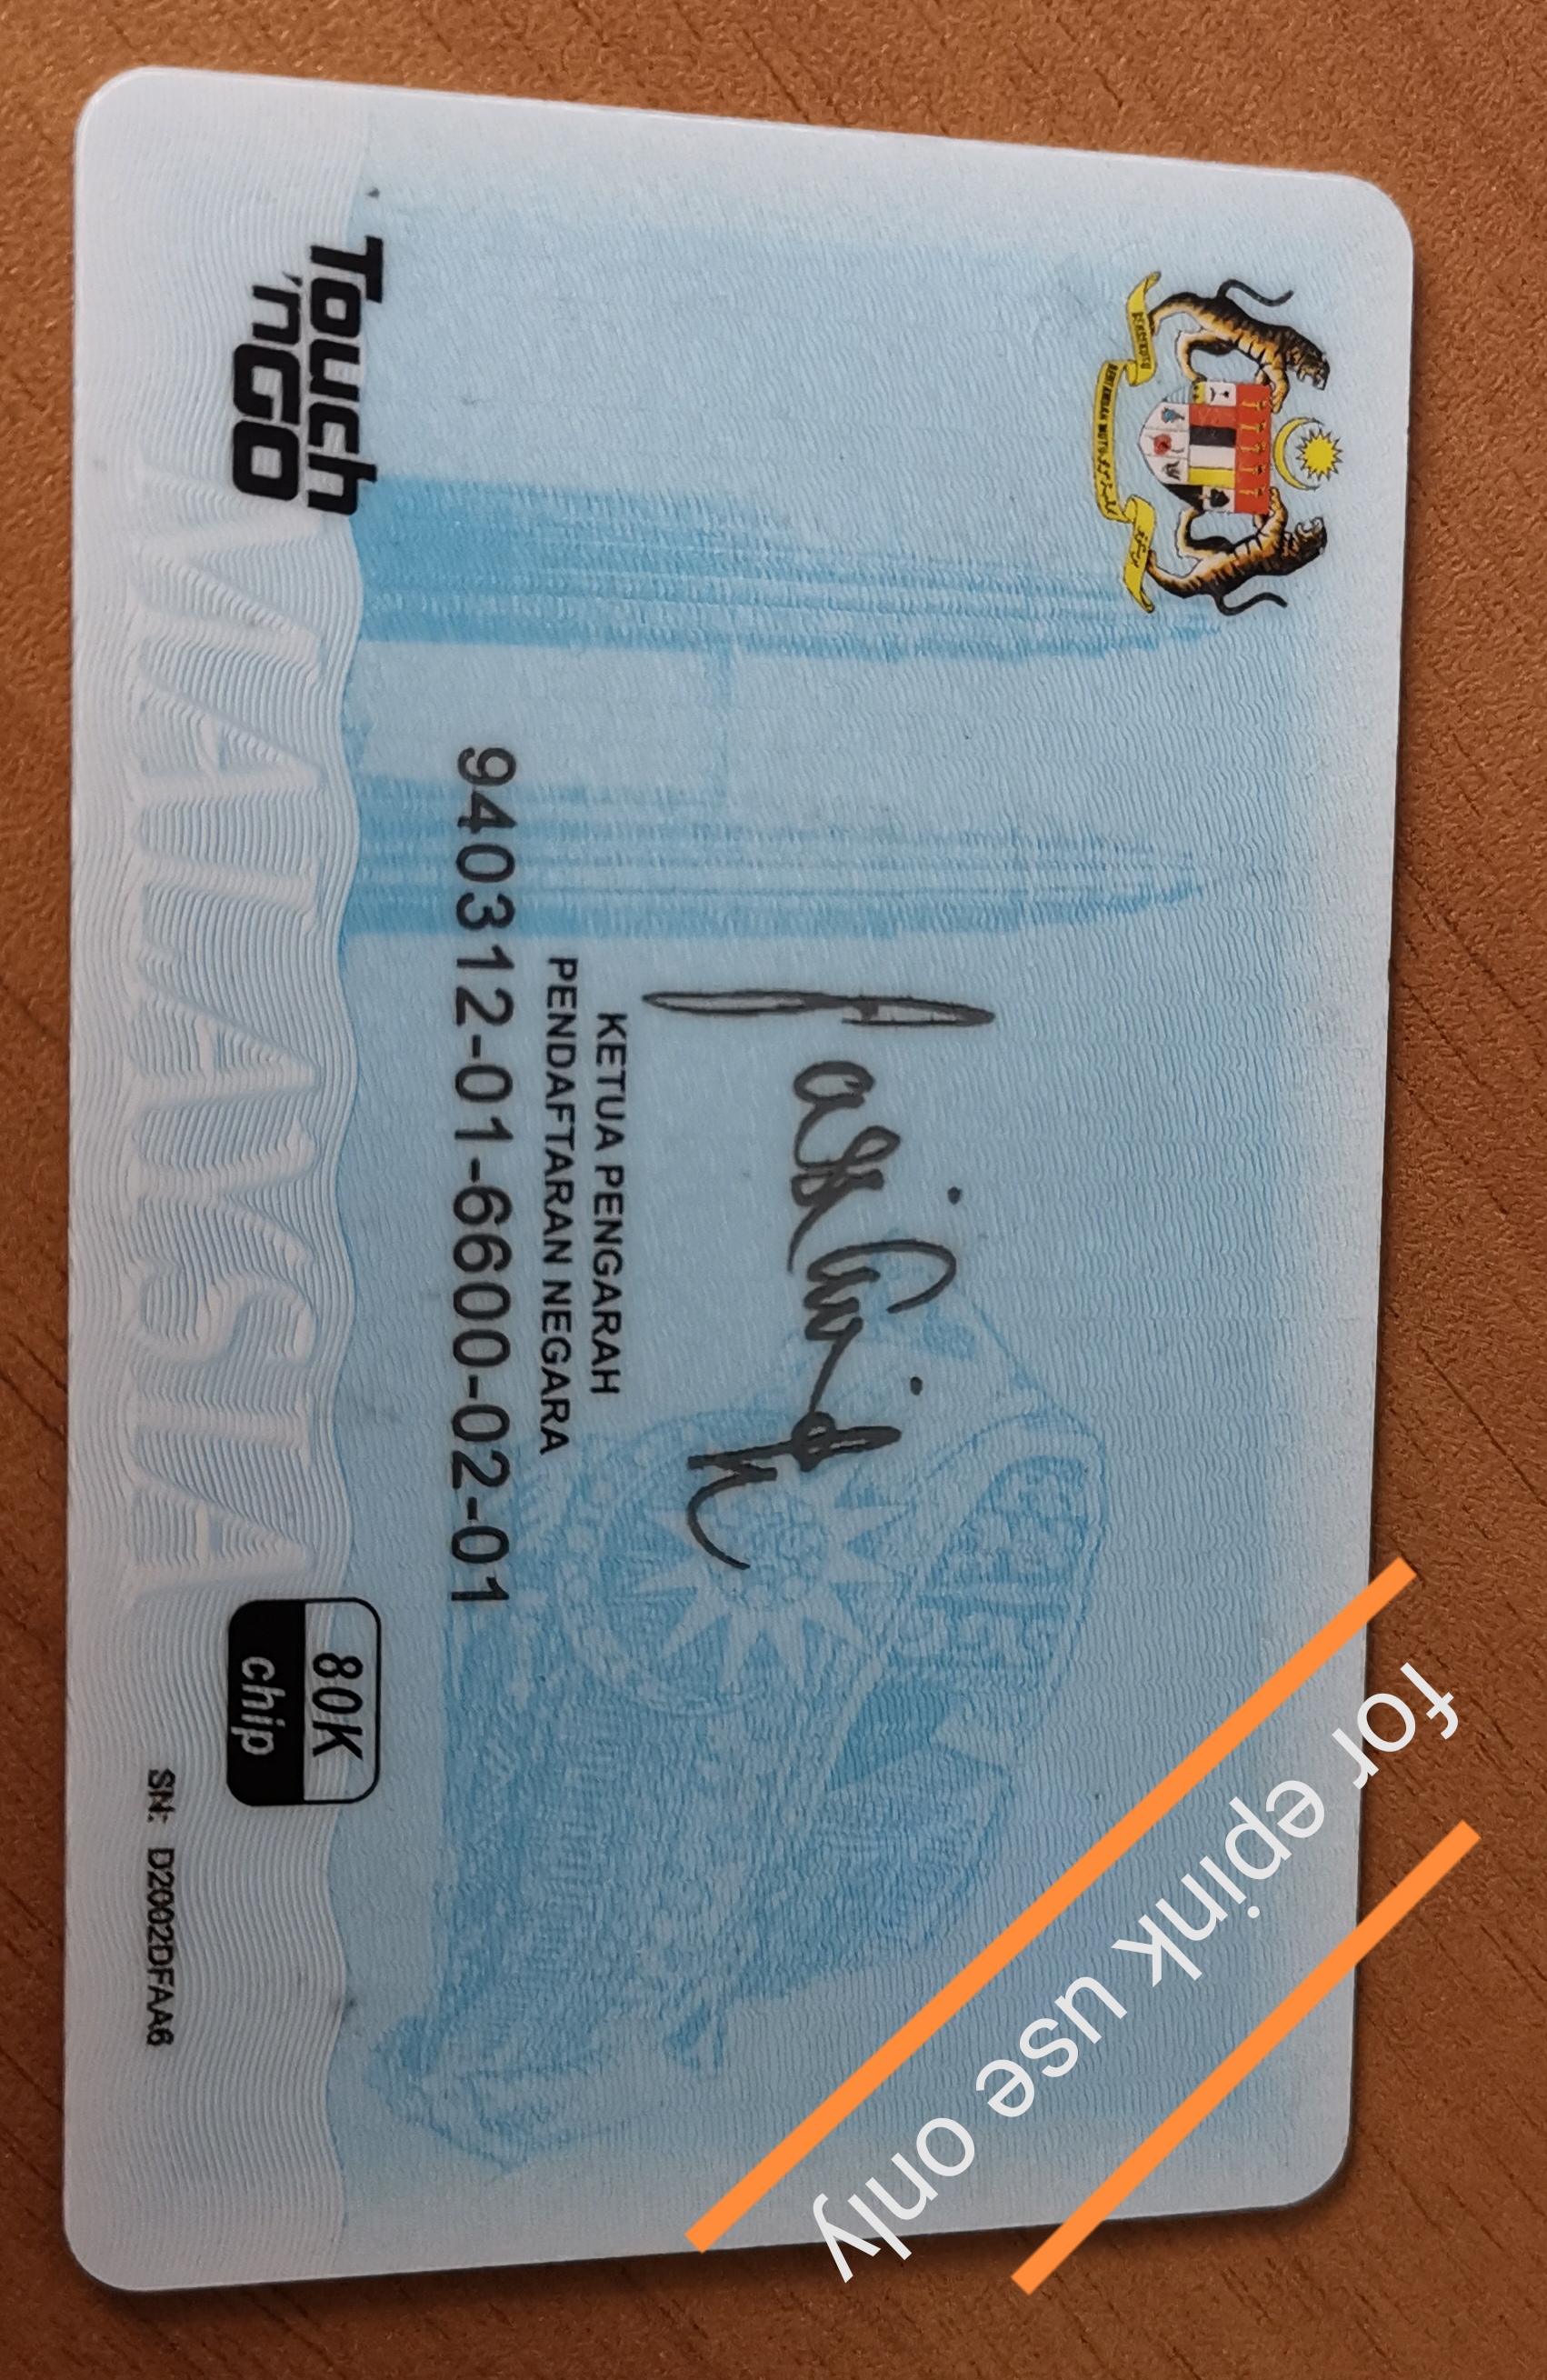 KETUA PENGARAH
PENDAFTARAN NEGARA
940312-01-6600-02-01
Touch
'nGO
MALAYSIA
80K
chip
SN: D2002DFAA6
for epink use only